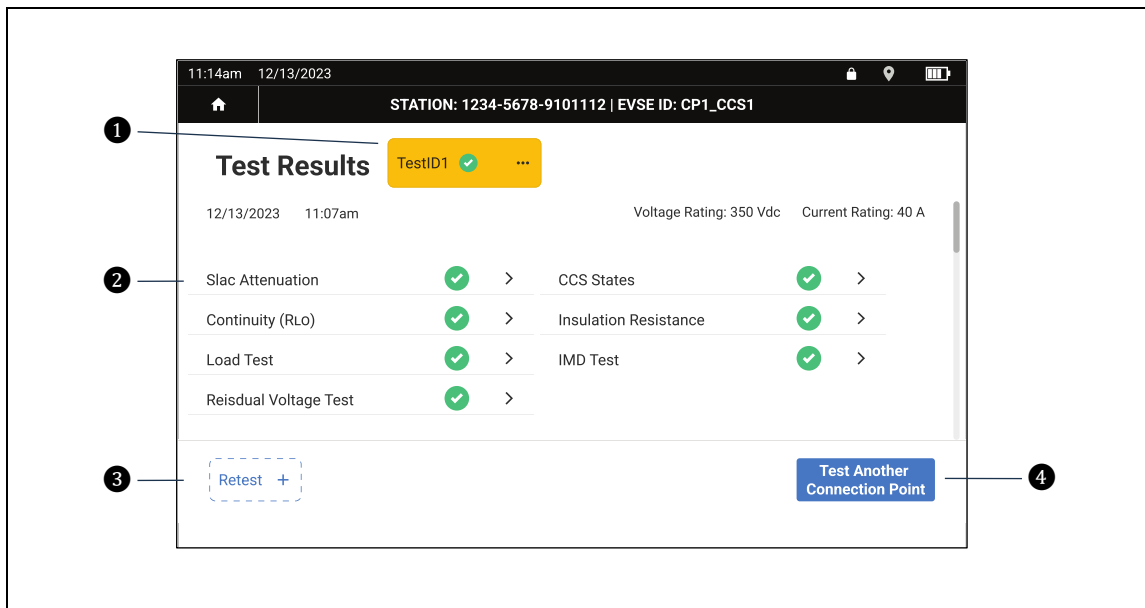 11:14am 12/13/2023
STATION: 1234-5678-9101112 | EVSE ID: CP1_CCS1
1
Test Results
TestID1 ...
12/13/2023 11:07am
Voltage Rating: 350 Vdc Current Rating: 40 A
2
Slac Attenuation
CCS States
Continuity (RLO)
Insulation Resistance
Load Test
IMD Test
Reisdual Voltage Test
3
Retest +
Test Another
Connection Point
4